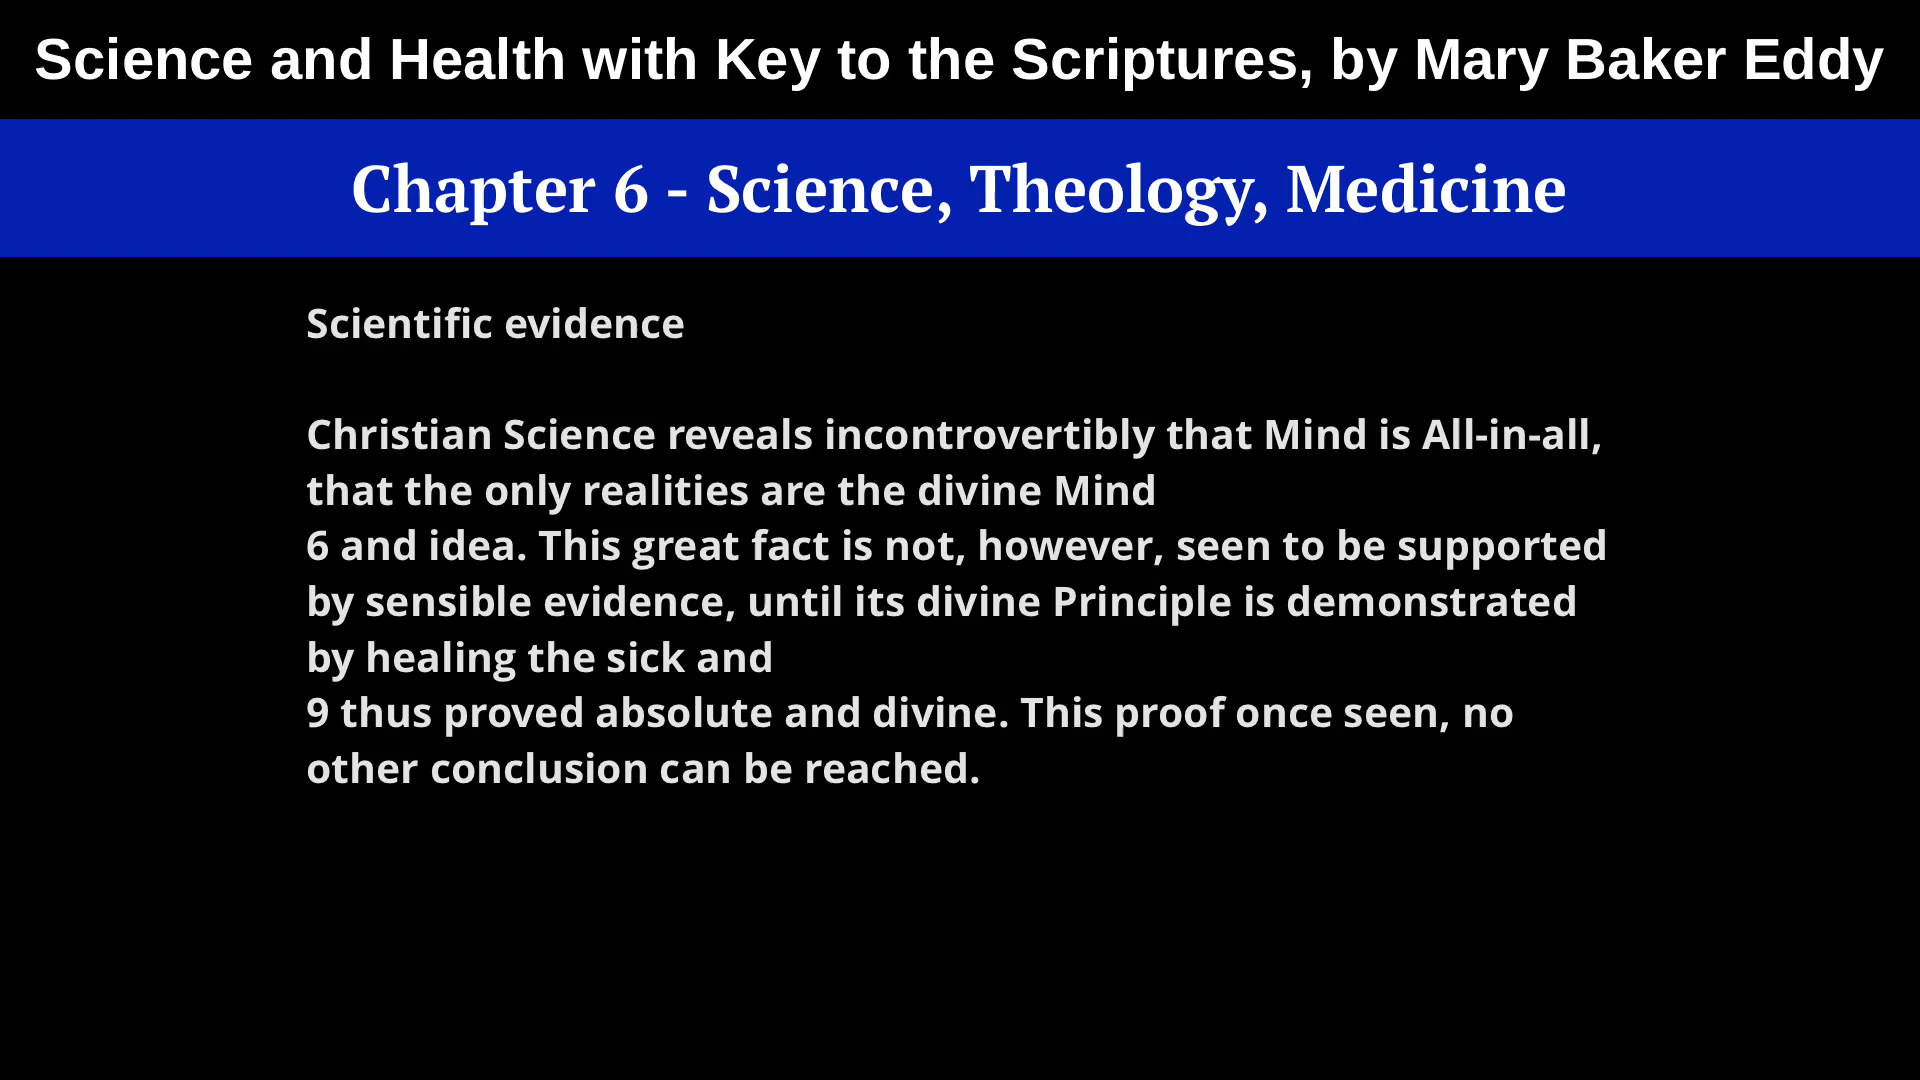 Science and Health with Key to the Scriptures, by Mary Baker Eddy
Chapter 6 - Science, Theology, Medicine
Scientific evidence
Christian Science reveals incontrovertibly that Mind is All-in-all,
that the only realities are the divine Mind
6 and idea. This great fact is not, however, seen to be supported
by sensible evidence, until its divine Principle is demonstrated
by healing the sick and
9 thus proved absolute and divine. This proof once seen, no
other conclusion can be reached.